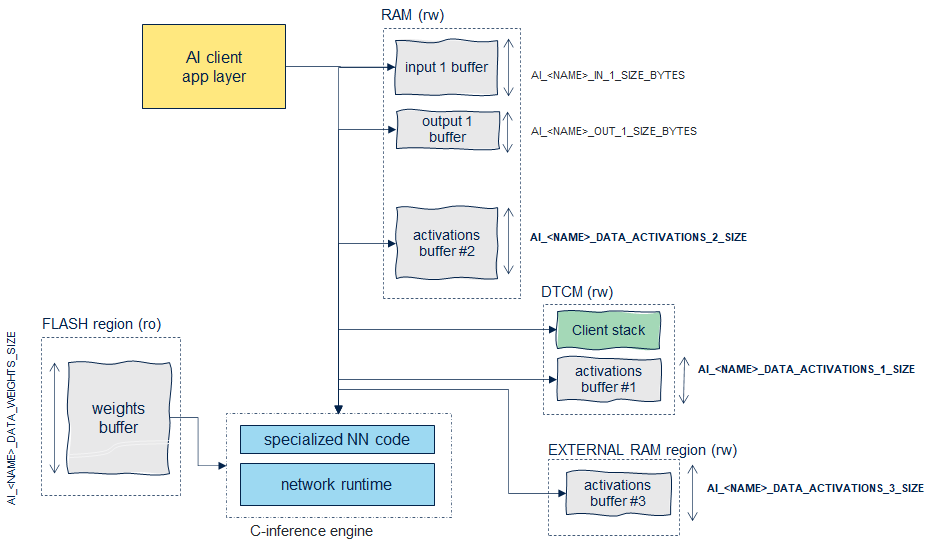 RAM (rw)
AI client
app layer
input 1 buffer
AI_<NAME>_IN_1_SIZE_BYTES
output 1
buffer
AI_<NAME>_OUT_1_SIZE_BYTES
activations
buffer #2
AI_<NAME>_DATA_ACTIVATIONS_2_SIZE
DTCM (rw)
Client stack
activations
buffer #1
AI_<NAME>_DATA_ACTIVATIONS_1_SIZE
FLASH region (ro)
AI_<NAME>_DATA_WEIGHTS_SIZE
weights
buffer
specialized NN code
network runtime
C-inference engine
EXTERNAL RAM region (rw)
activations
buffer #3
AI_<NAME>_DATA_ACTIVATIONS_3_SIZE